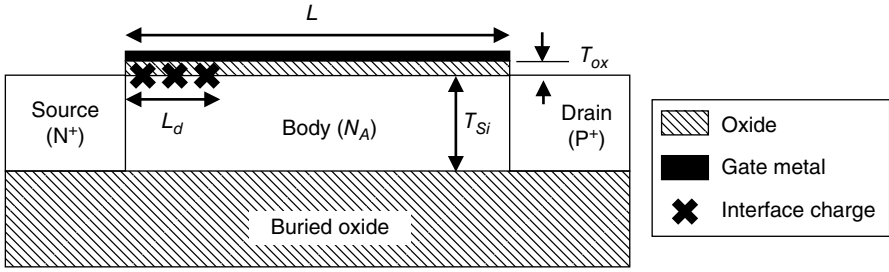 L
T_ox
Source
(N⁺)
L_d
Body (N_A)
T_Si
Drain
(P⁺)
Buried oxide
Oxide
Gate metal
Interface charge